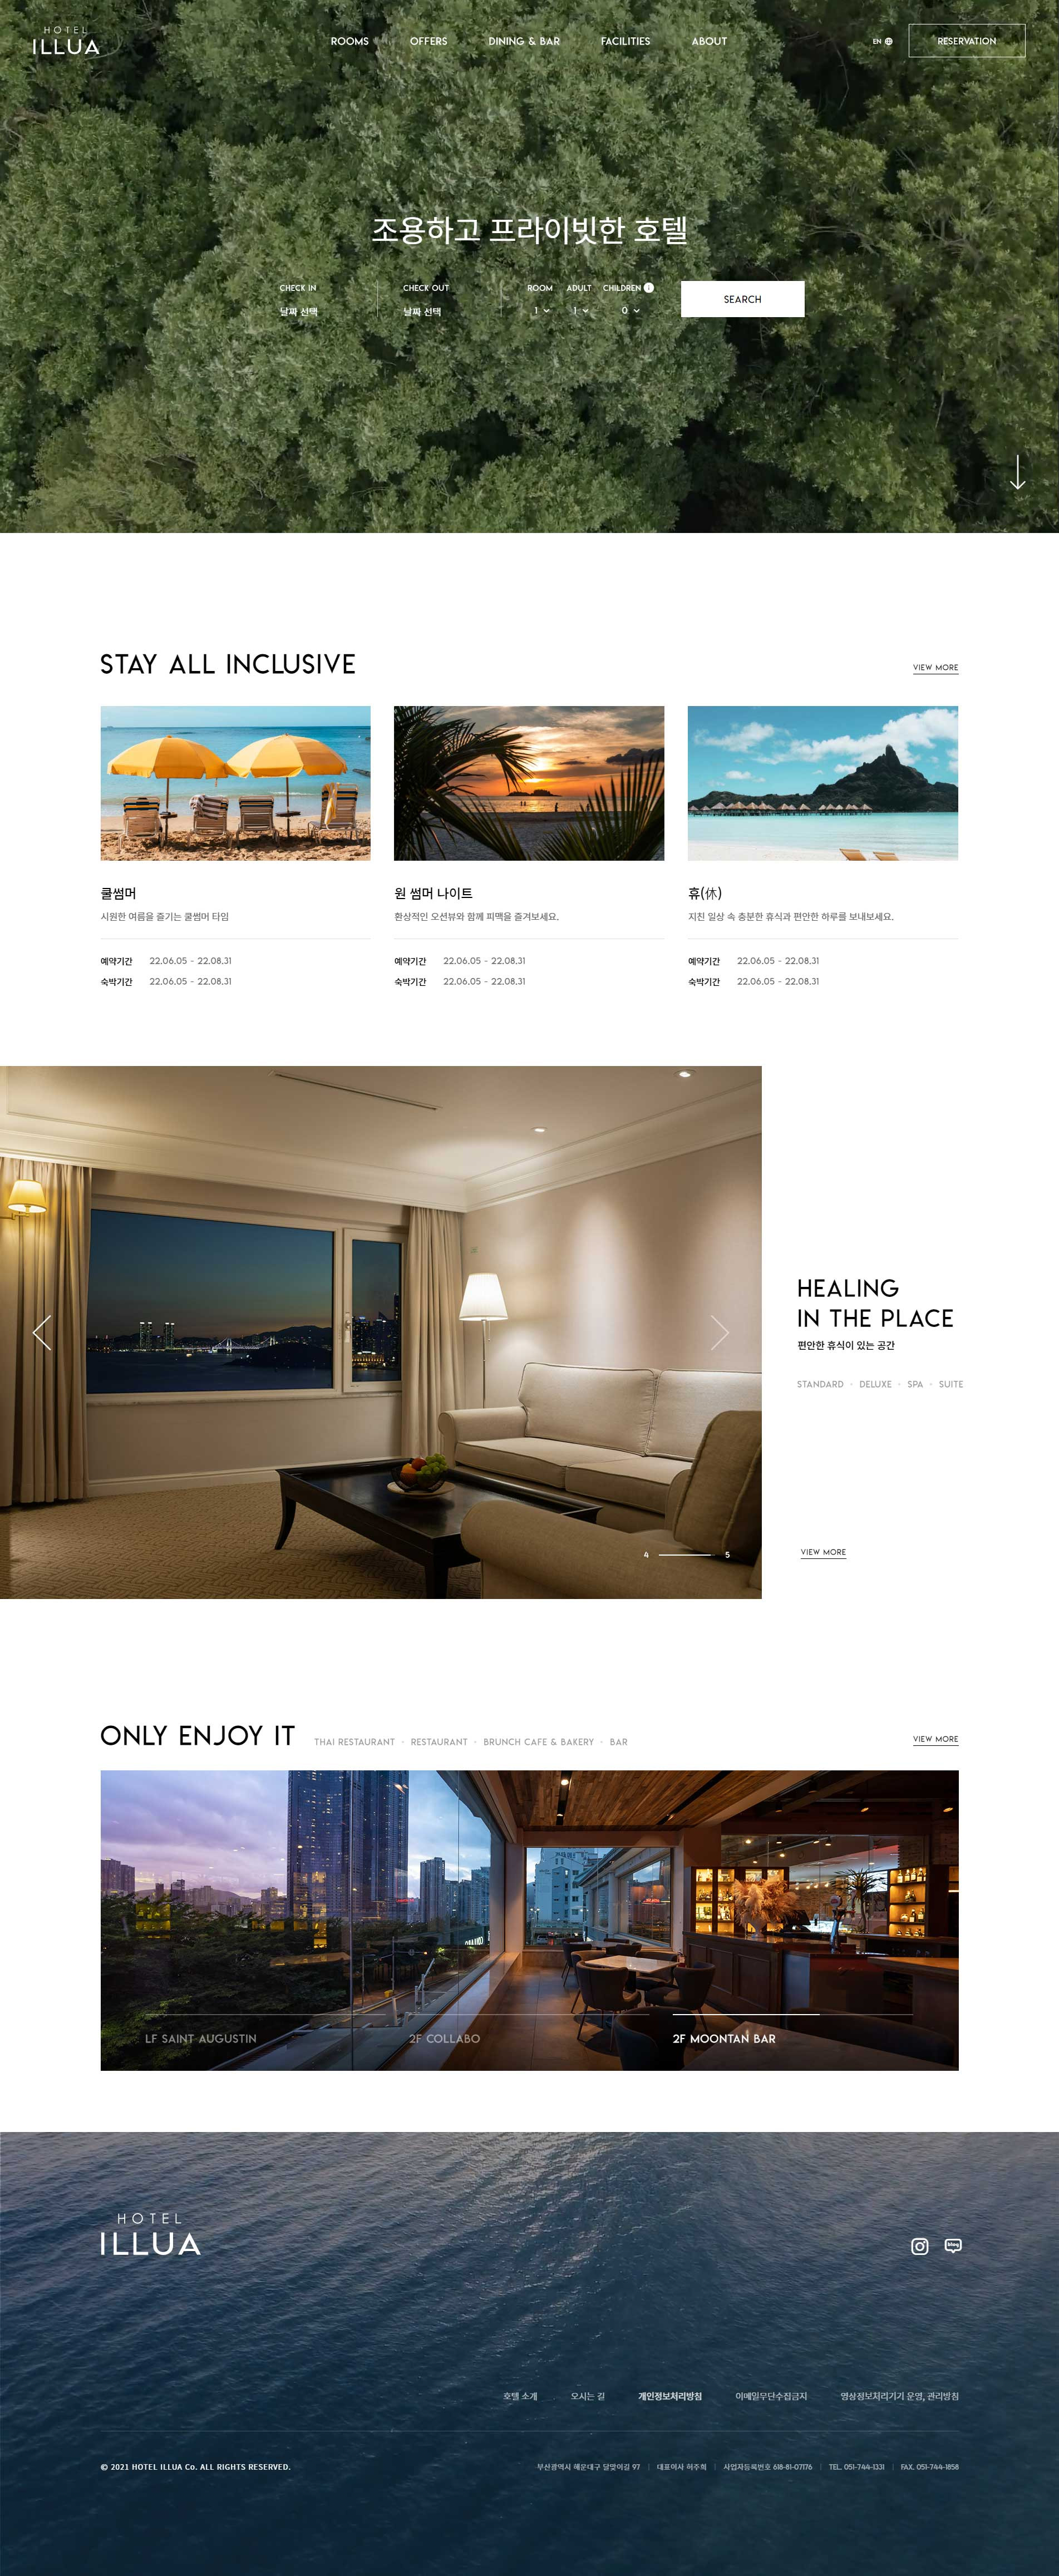 HOTEL
ILLUA
ROOMS OFFERS DINING & BAR FACILITIES ABOUT
EN
RESERVATION
조용하고 프라이빗한 호텔
CHECK IN CHECK OUT ROOM ADULT CHILDREN i
날짜 선택 날짜 선택 1 1 0
SEARCH
STAY ALL INCLUSIVE
VIEW MORE
쿨썸머
시원한 여름을 즐기는 쿨썸머 타임
예약기간 22.06.05 - 22.08.31
숙박기간 22.06.05 - 22.08.31
원 썸머 나이트
환상적인 오션뷰와 함께 피맥을 즐겨보세요.
예약기간 22.06.05 - 22.08.31
숙박기간 22.06.05 - 22.08.31
휴(休)
지친 일상 속 충분한 휴식과 편안한 하루를 보내보세요.
예약기간 22.06.05 - 22.08.31
숙박기간 22.06.05 - 22.08.31
4 5
HEALING
IN THE PLACE
편안한 휴식이 있는 공간
STANDARD · DELUXE · SPA · SUITE
VIEW MORE
ONLY ENJOY IT
THAI RESTAURANT · RESTAURANT · BRUNCH CAFE & BAKERY · BAR
VIEW MORE
LF SAINT AUGUSTIN
2F COLLABO
2F MOONTAN BAR
HOTEL
ILLUA
blog
호텔 소개 오시는 길 개인정보처리방침 이메일무단수집금지 영상정보처리기기 운영, 관리방침
© 2021 HOTEL ILLUA Co. ALL RIGHTS RESERVED.
부산광역시 해운대구 달맞이길 97 | 대표이사 허주희 | 사업자등록번호 618-81-07176 | TEL. 051-744-1331 | FAX. 051-744-1858